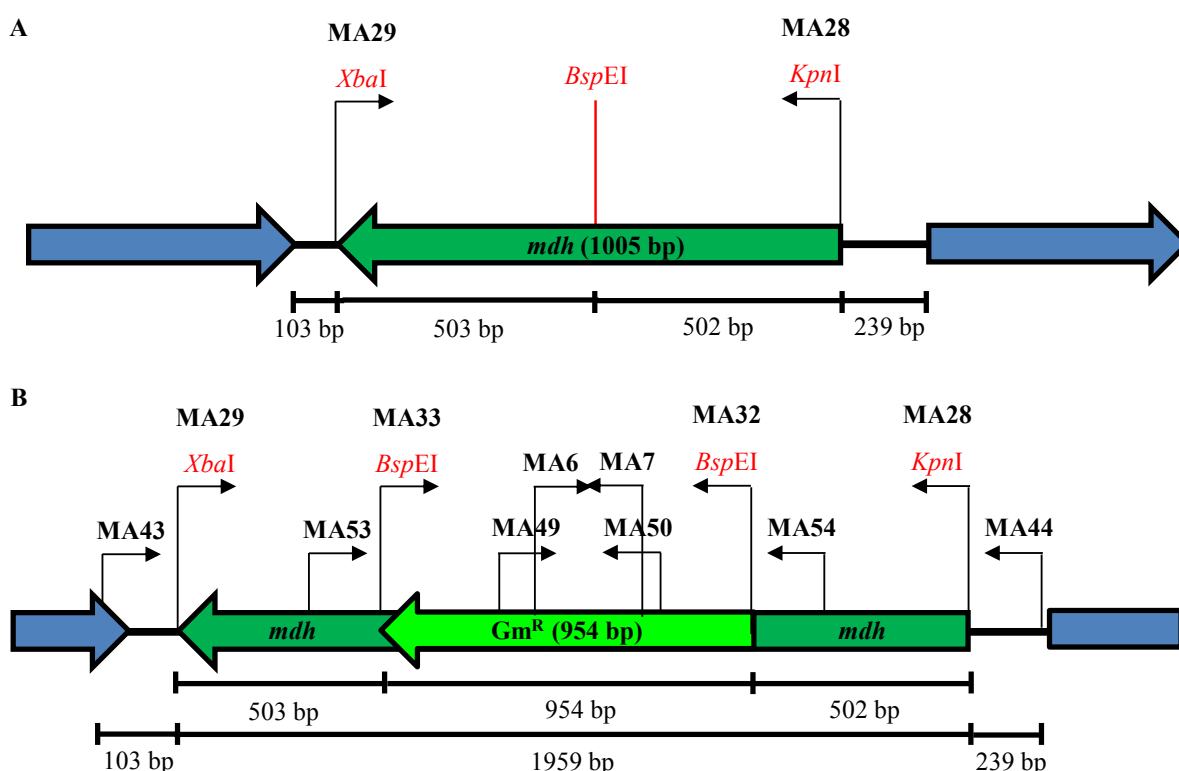 A
MA29 MA28
XbaI BspEI KpnI
mdh (1005 bp)
103 bp 503 bp 502 bp 239 bp
B
MA29 MA33 MA32 MA28
XbaI BspEI MA6 MA7 BspEI KpnI
MA43 MA53 MA49 MA50 MA54 MA44
mdh Gmᴿ (954 bp) mdh
503 bp 954 bp 502 bp
103 bp 1959 bp 239 bp